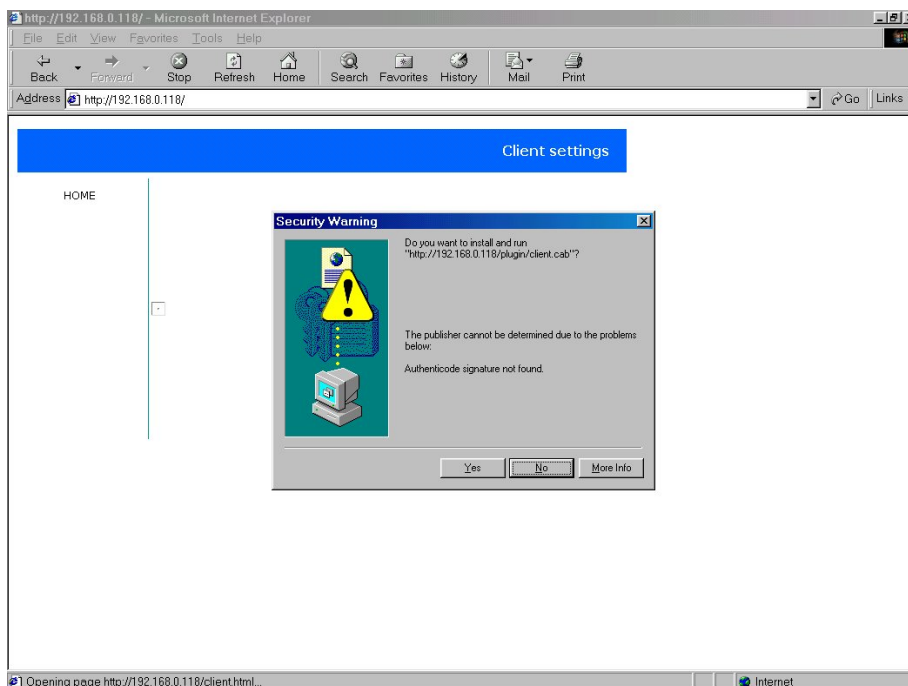 http://192.168.0.118/ - Microsoft Internet Explorer
File Edit View Favorites Tools Help
Back Forward Stop Refresh Home Search Favorites History Mail Print
Address http://192.168.0.118/ Go Links
Client settings
HOME
Security Warning
Do you want to install and run
"http://192.168.0.118/plugin/client.cab"?
The publisher cannot be determined due to the problems
below:
Authenticode signature not found.
Yes No More Info
Opening page http://192.168.0.118/client.html... Internet